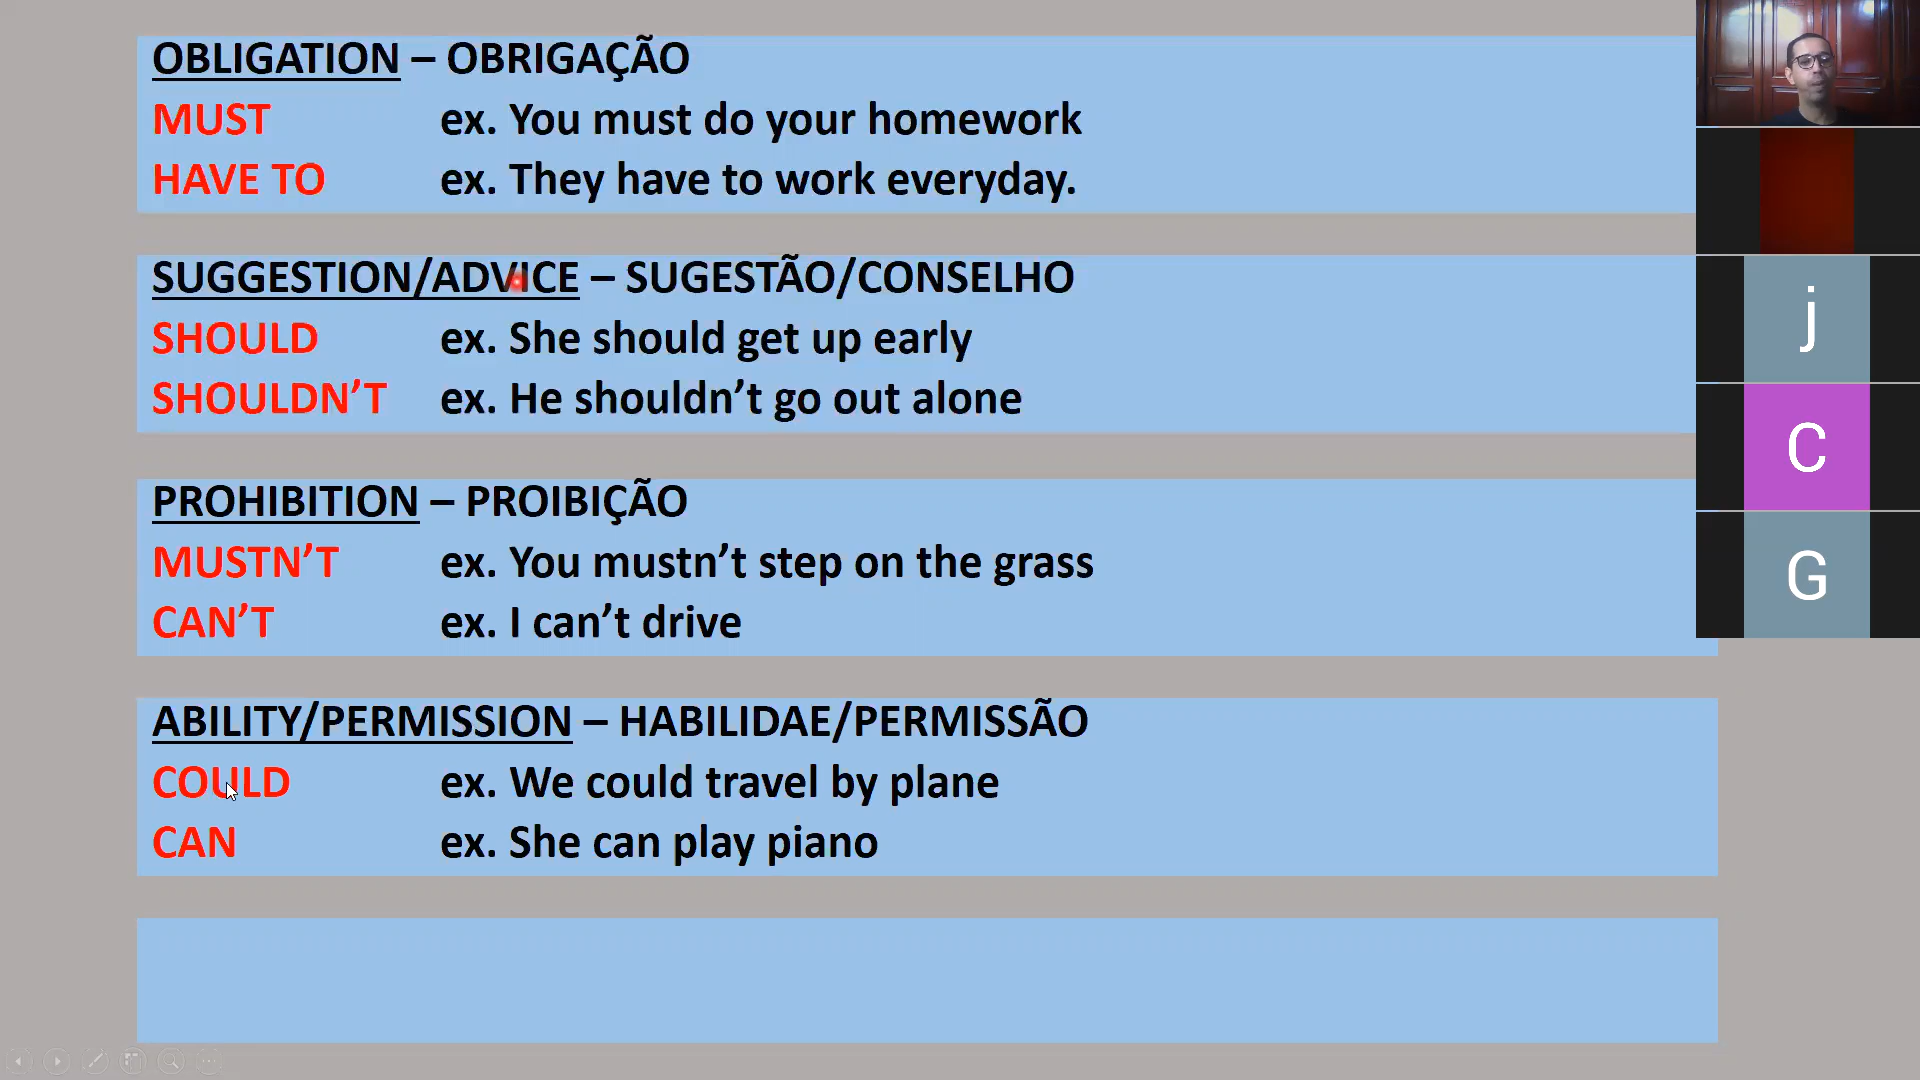 OBLIGATION – OBRIGAÇÃO
MUST ex. You must do your homework
HAVE TO ex. They have to work everyday.
SUGGESTION/ADVICE – SUGESTÃO/CONSELHO
SHOULD ex. She should get up early
SHOULDN’T ex. He shouldn’t go out alone
PROHIBITION – PROIBIÇÃO
MUSTN’T ex. You mustn’t step on the grass
CAN’T ex. I can’t drive
ABILITY/PERMISSION – HABILIDAE/PERMISSÃO
COULD ex. We could travel by plane
CAN ex. She can play piano
j
C
G